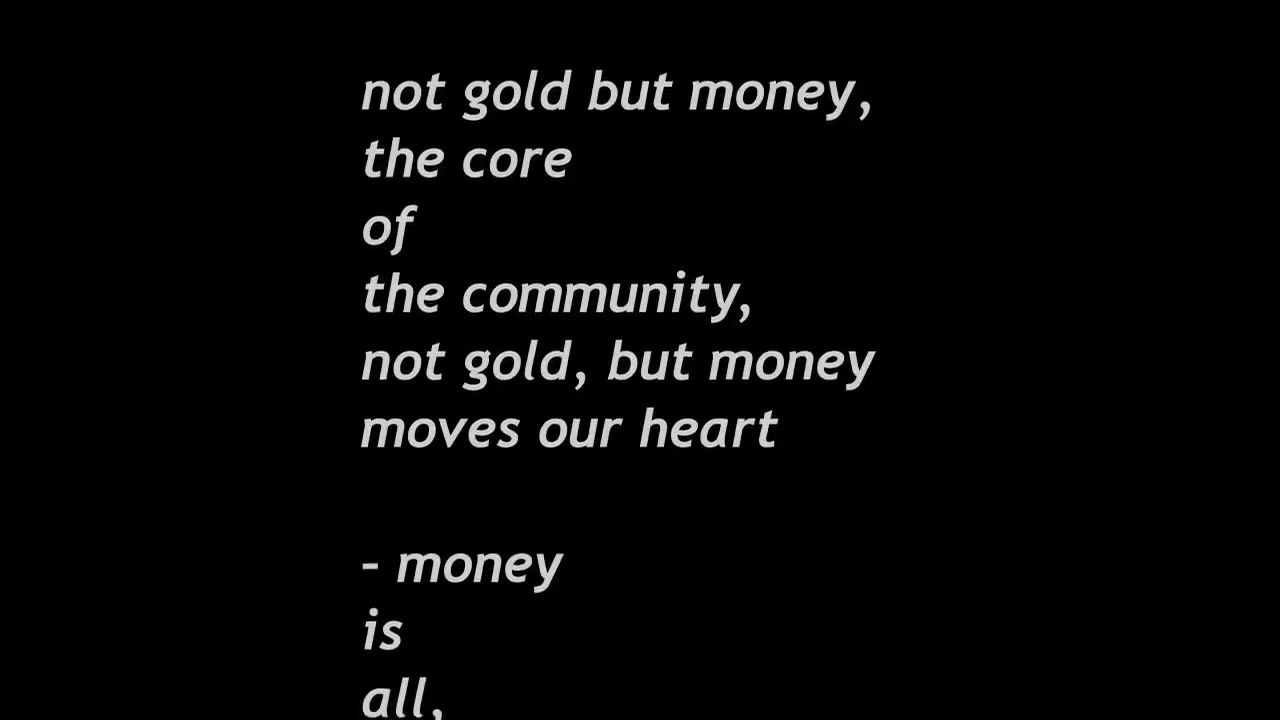 not gold but money,
the core
of
the community,
not gold, but money
moves our heart
- money
is
all,